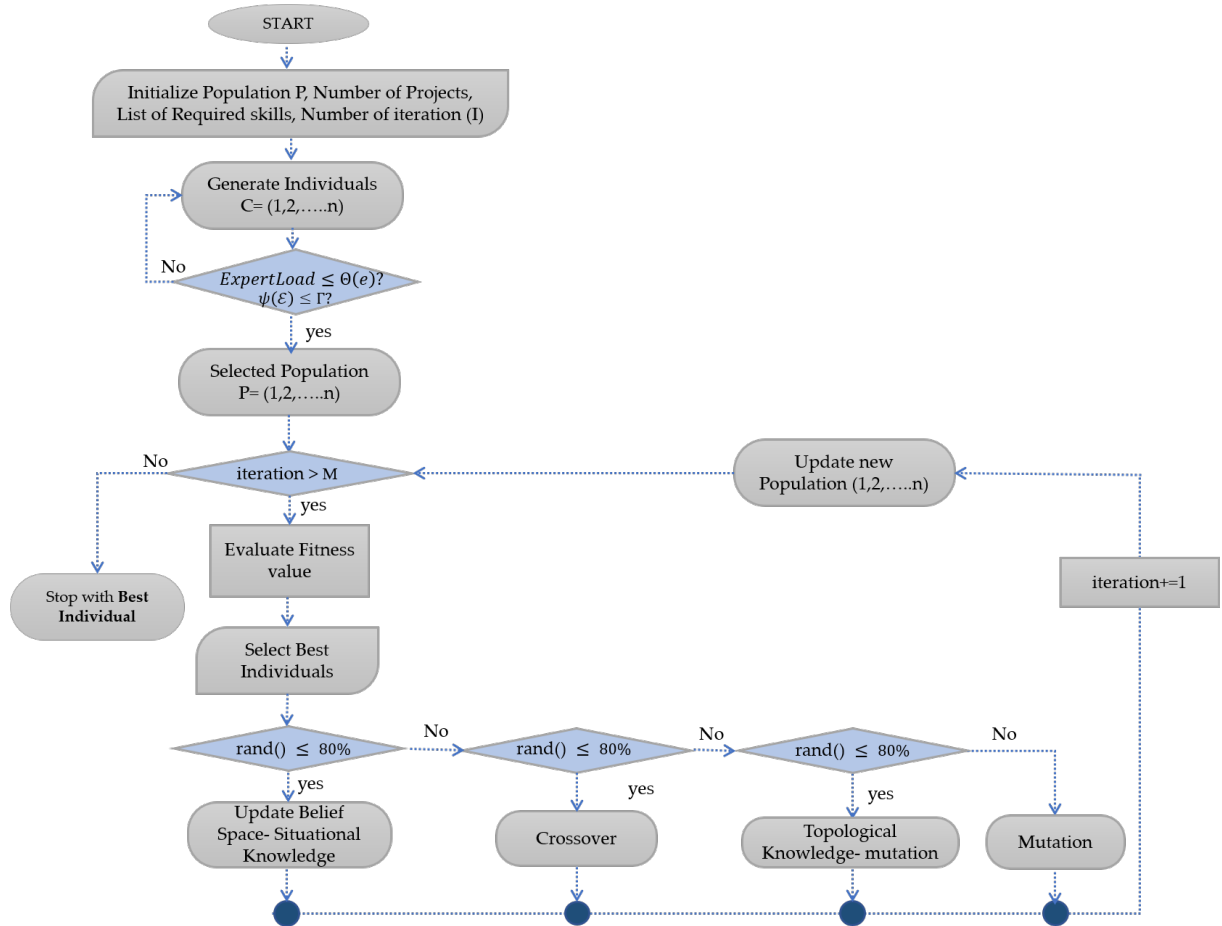 START
Initialize Population P, Number of Projects,
List of Required skills, Number of iteration (I)
Generate Individuals
C= (1,2,…..n)
No
ExpertLoad ≤ Θ(e)?
ψ(ℰ) ≤ Γ?
yes
Selected Population
P= (1,2,…..n)
No
iteration > M
Update new
Population (1,2,…..n)
yes
Evaluate Fitness
value
iteration+=1
Stop with Best
Individual
Select Best
Individuals
rand() ≤ 80%
No
rand() ≤ 80%
No
rand() ≤ 80%
No
yes
yes
yes
Update Belief
Space- Situational
Knowledge
Crossover
Topological
Knowledge- mutation
Mutation